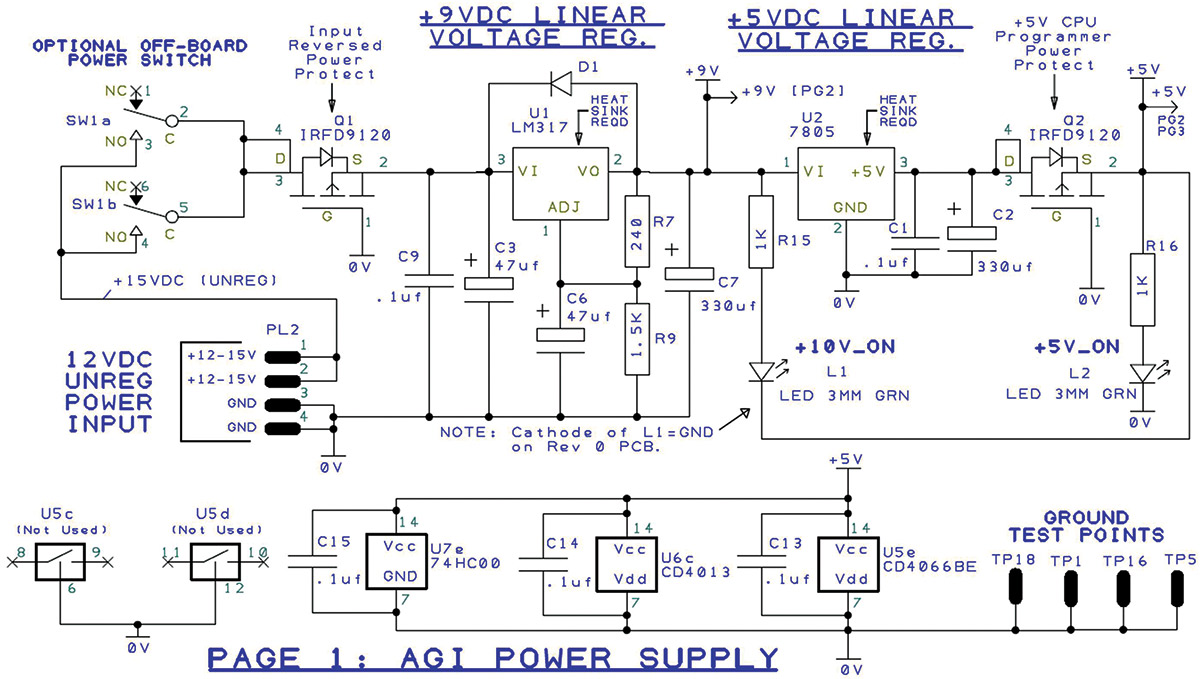 +9VDC LINEAR
VOLTAGE REG.
+5VDC LINEAR
VOLTAGE REG.
OPTIONAL OFF-BOARD
POWER SWITCH
Input
Reversed
Power
Protect
+5V CPU
Programmer
Power
Protect
NC
1
2
SW1a
NO
3
C
NC
6
5
SW1b
NO
4
C
Q1
IRFD9120
4
D
3
S
2
G
1
0V
D1
U1
LM317
HEAT
SINK
REQD
3
VI
VO
2
ADJ
1
+9V
+9V [PG2]
U2
7805
HEAT
SINK
REQD
1
VI
+5V
3
GND
2
0V
Q2
IRFD9120
4
D
3
S
2
G
1
0V
+5V
+5V
PG2
PG3
C9
.1uf
C3
47uf
+
C6
47uf
+
R7
240
R9
1.5K
C7
330uf
+
R15
1K
C1
.1uf
C2
330uf
+
R16
1K
+15VDC (UNREG)
12VDC
UNREG
POWER
INPUT
PL2
+12-15V
1
+12-15V
2
GND
3
GND
4
0V
+10V_ON
L1
LED 3MM GRN
+5V_ON
L2
LED 3MM GRN
0V
NOTE: Cathode of L1=GND
on Rev 0 PCB.
U5c
(Not Used)
8
9
6
U5d
(Not Used)
11
10
12
0V
+5V
C15
.1uf
14
Vcc
GND
7
U7e
74HC00
C14
.1uf
14
Vcc
Vdd
7
U6c
CD4013
C13
.1uf
14
Vcc
Vdd
7
U5e
CD4066BE
0V
GROUND
TEST POINTS
TP18
TP1
TP16
TP5
PAGE 1: AGI POWER SUPPLY